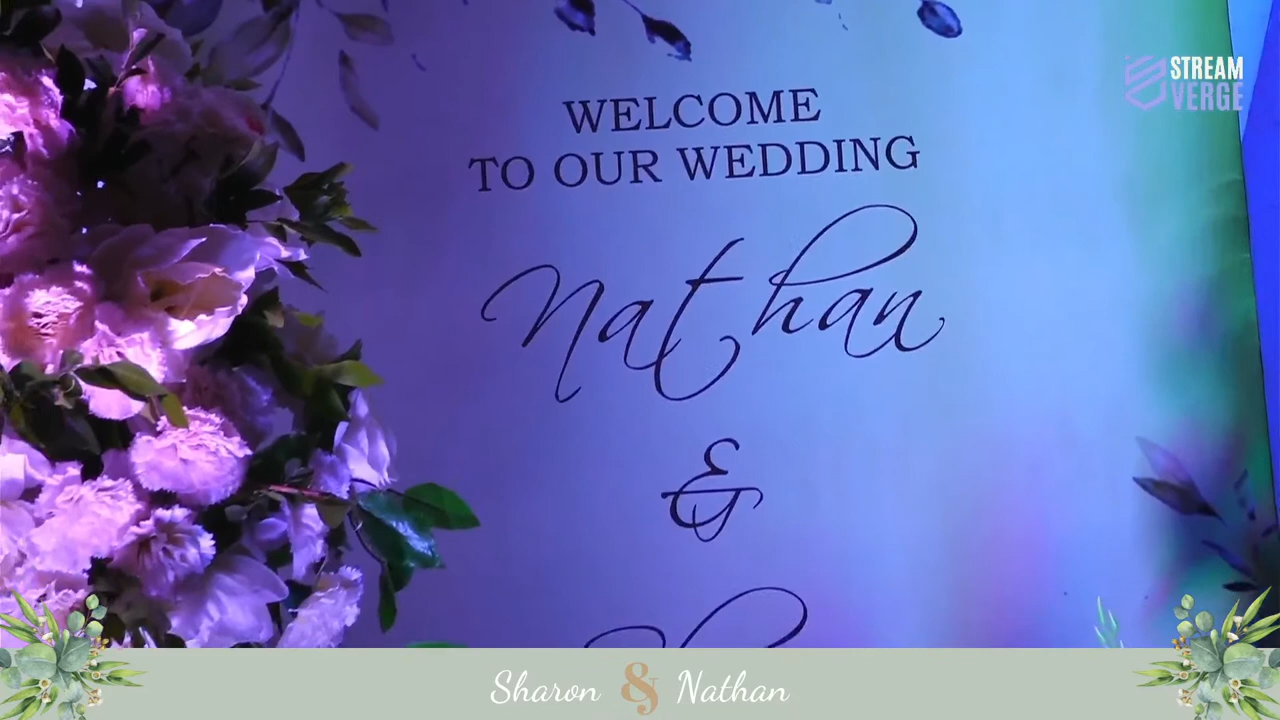 STREAM
VERGE
WELCOME
TO OUR WEDDING
Nathan
&
Sharon & Nathan